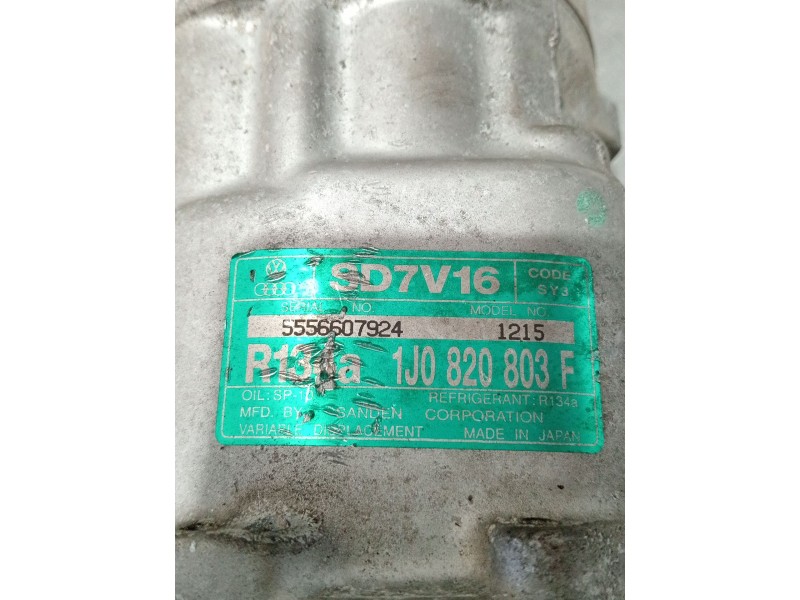 SD7V16 CODE
SY3
SERIAL NO. MODEL NO.
5556607924 1215
R134a 1J0 820 803 F
OIL: SP-10 REFRIGERANT: R134a
MFD. BY SANDEN CORPORATION
VARIABLE DISPLACEMENT MADE IN JAPAN